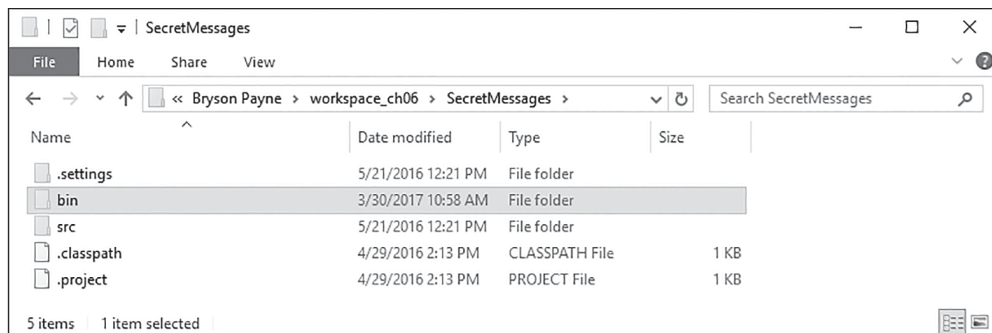 SecretMessages
File Home Share View
« Bryson Payne > workspace_ch06 > SecretMessages > Search SecretMessages
Name Date modified Type Size
.settings 5/21/2016 12:21 PM File folder
bin 3/30/2017 10:58 AM File folder
src 5/21/2016 12:21 PM File folder
.classpath 4/29/2016 2:13 PM CLASSPATH File 1 KB
.project 4/29/2016 2:13 PM PROJECT File 1 KB
5 items 1 item selected